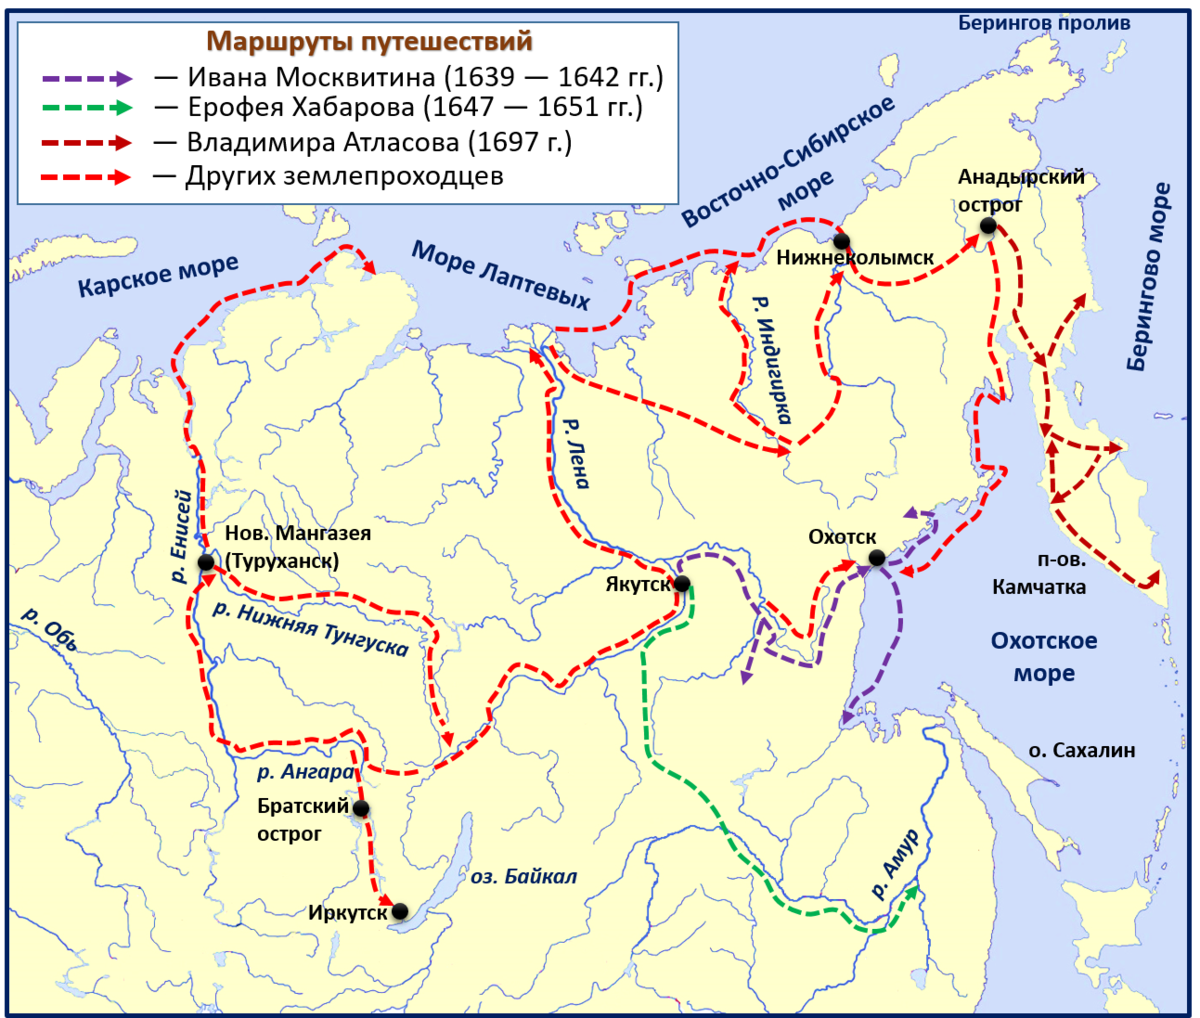 Маршруты путешествий
— Ивана Москвитина (1639 — 1642 гг.)
— Ерофея Хабарова (1647 — 1651 гг.)
— Владимира Атласова (1697 г.)
— Других землепроходцев
Берингов пролив
Восточно-Сибирское
море
Анадырский
острог
Берингово море
Карское море
Море Лаптевых
Нижнеколымск
Р. Индигирка
Р. Лена
р. Енисей
Нов. Мангазея
(Туруханск)
Охотск
Якутск
п-ов.
Камчатка
р. Обь
р. Нижняя Тунгуска
Охотское
море
о. Сахалин
р. Ангара
Братский
острог
р. Амур
оз. Байкал
Иркутск